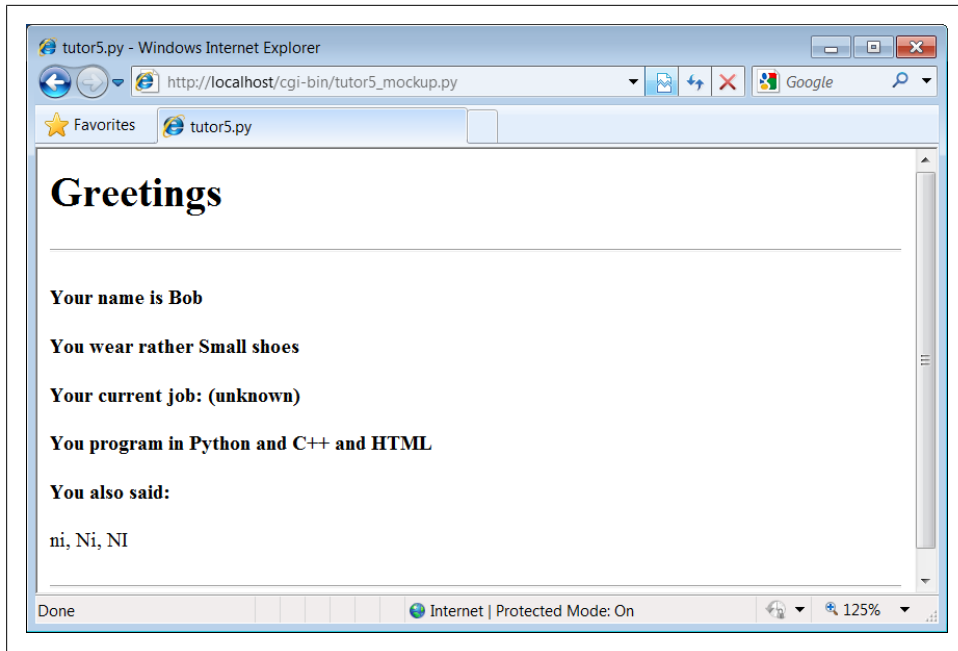 tutor5.py - Windows Internet Explorer
http://localhost/cgi-bin/tutor5_mockup.py
Google
Favorites
tutor5.py
Greetings
Your name is Bob
You wear rather Small shoes
Your current job: (unknown)
You program in Python and C++ and HTML
You also said:
ni, Ni, NI
Done
Internet | Protected Mode: On
125%